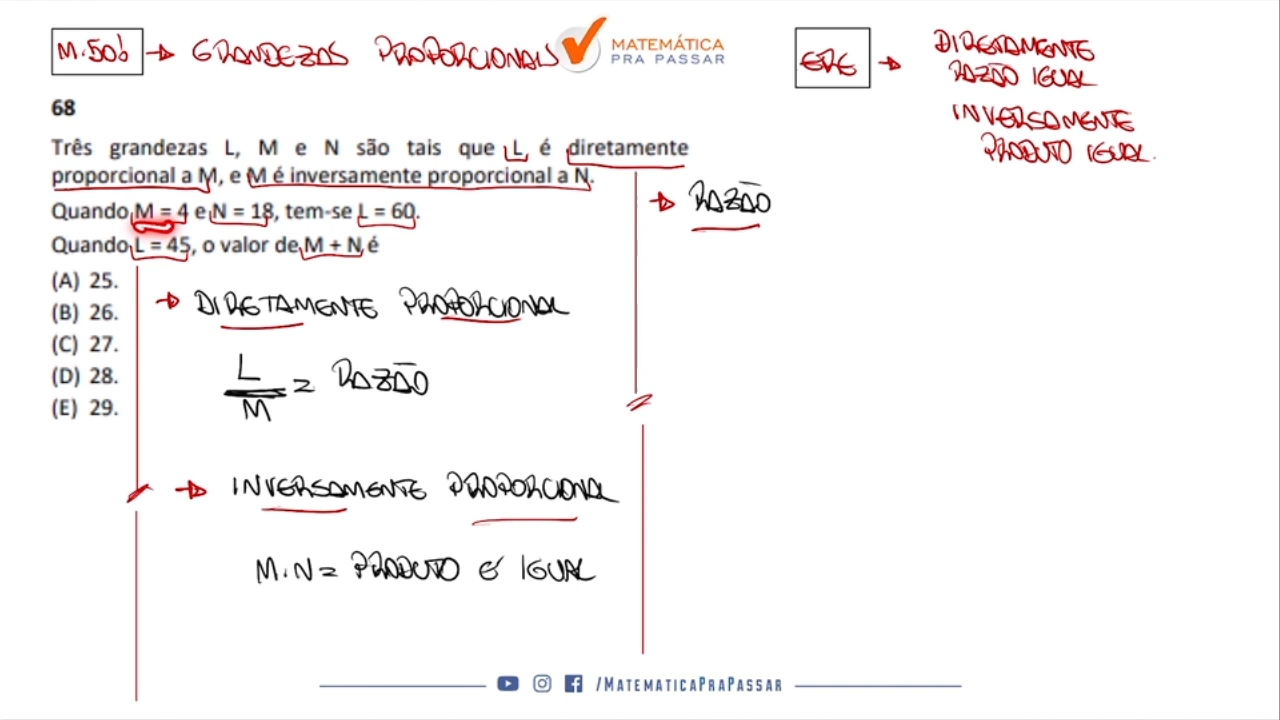 M.50!
GRANDEZAS PROPORCIONAIS
MATEMÁTICA
PRA PASSAR
EPE
DIRETAMENTE
RAZÃO IGUAL
INVERSAMENTE
PRODUTO IGUAL.
68
Três grandezas L, M e N são tais que L é diretamente
proporcional a M, e M é inversamente proporcional a N.
Quando M = 4 e N = 18, tem-se L = 60.
Quando L = 45, o valor de M + N é
(A) 25.
(B) 26.
(C) 27.
(D) 28.
(E) 29.
RAZÃO
DIRETAMENTE PROPORCIONAL
L
M
= RAZÃO
INVERSAMENTE PROPORCIONAL
M.N = PRODUTO É IGUAL
/MATEMATICAPRAPASSAR